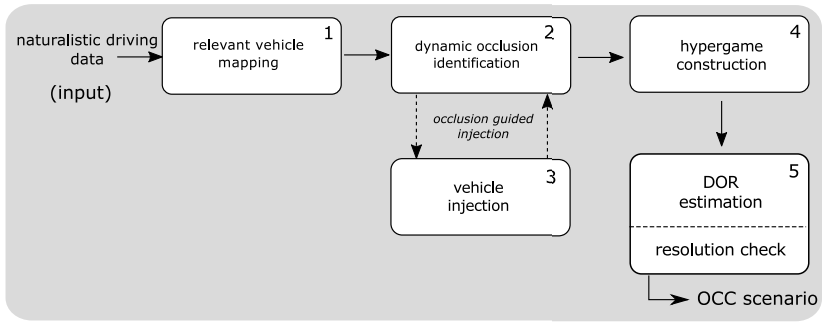 naturalistic driving
data
(input)
1
relevant vehicle
mapping
2
dynamic occlusion
identification
occlusion guided
injection
3
vehicle
injection
4
hypergame
construction
5
DOR
estimation
resolution check
OCC scenario